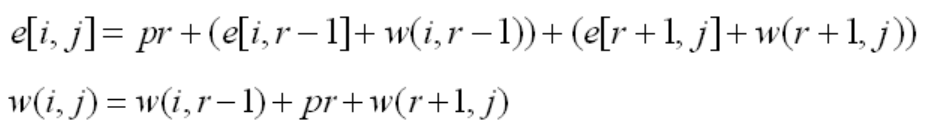 e[i, j]= pr + (e[i,r−1]+ w(i,r−1)) + (e[r+1, j]+ w(r+1, j))
w(i, j) = w(i,r−1)+ pr + w(r+1, j)